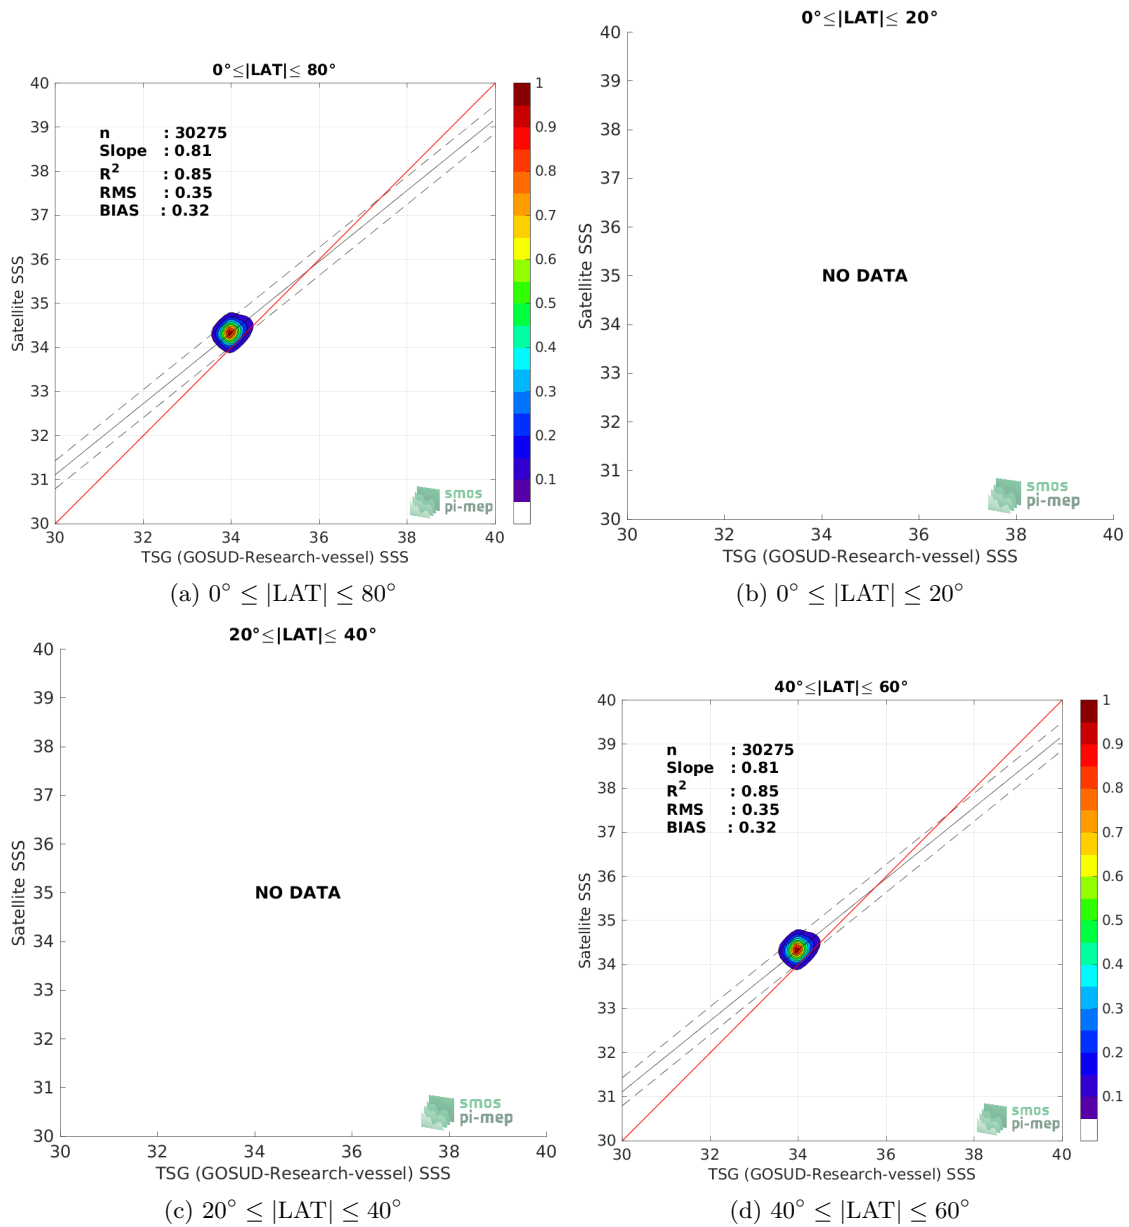 0°≤|LAT|≤ 80°
40
39
38
37
36
35
34
33
32
31
30
Satellite SSS
n : 30275
Slope : 0.81
R² : 0.85
RMS : 0.35
BIAS : 0.32
1
0.9
0.8
0.7
0.6
0.5
0.4
0.3
0.2
0.1
smos
pi-mep
30 32 34 36 38 40
TSG (GOSUD-Research-vessel) SSS
(a) 0° ≤ |LAT| ≤ 80°
0°≤|LAT|≤ 20°
40
39
38
37
36
35
34
33
32
31
30
Satellite SSS
NO DATA
smos
pi-mep
30 32 34 36 38 40
TSG (GOSUD-Research-vessel) SSS
(b) 0° ≤ |LAT| ≤ 20°
20°≤|LAT|≤ 40°
40
39
38
37
36
35
34
33
32
31
30
Satellite SSS
NO DATA
smos
pi-mep
30 32 34 36 38 40
TSG (GOSUD-Research-vessel) SSS
(c) 20° ≤ |LAT| ≤ 40°
40°≤|LAT|≤ 60°
40
39
38
37
36
35
34
33
32
31
30
Satellite SSS
n : 30275
Slope : 0.81
R² : 0.85
RMS : 0.35
BIAS : 0.32
1
0.9
0.8
0.7
0.6
0.5
0.4
0.3
0.2
0.1
smos
pi-mep
30 32 34 36 38 40
TSG (GOSUD-Research-vessel) SSS
(d) 40° ≤ |LAT| ≤ 60°